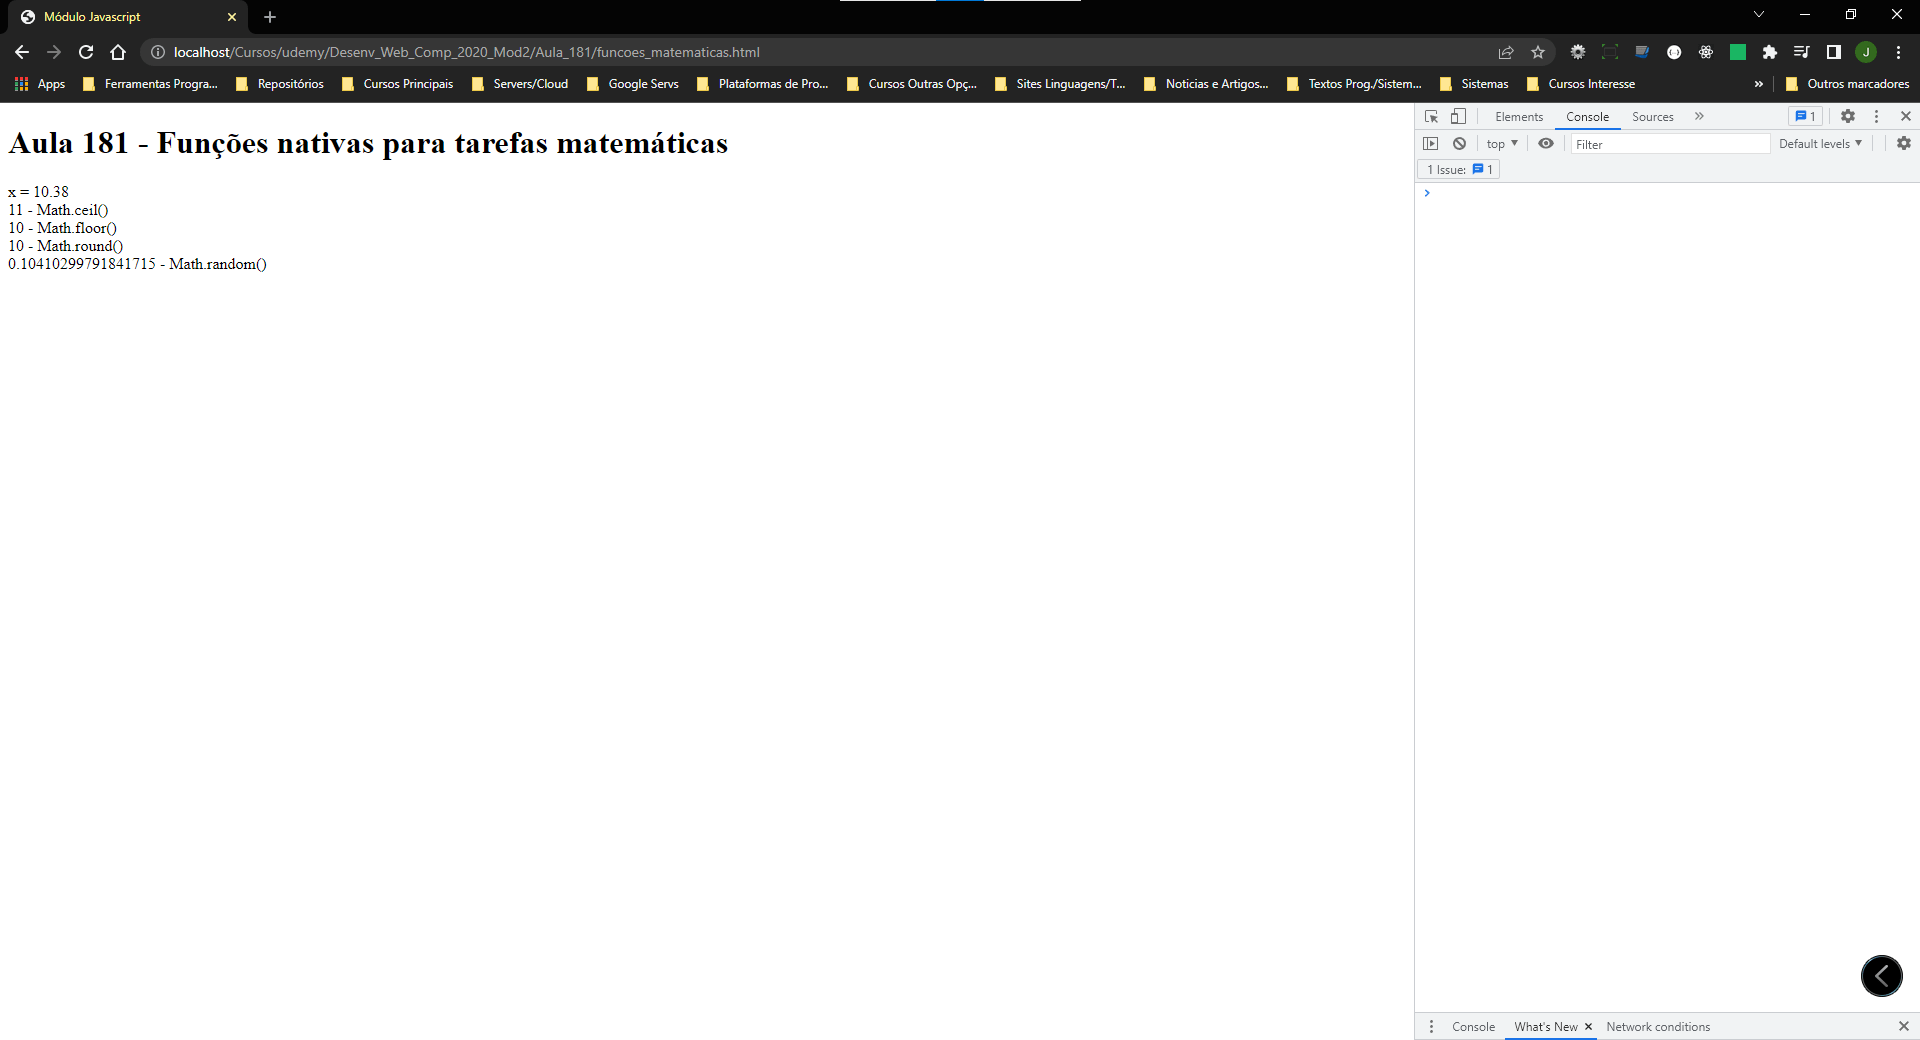 Módulo Javascript
localhost/Cursos/udemy/Desenv_Web_Comp_2020_Mod2/Aula_181/funcoes_matematicas.html
J
Apps Ferramentas Progra... Repositórios Cursos Principais Servers/Cloud Google Servs Plataformas de Pro... Cursos Outras Opç... Sites Linguagens/T... Noticias e Artigos... Textos Prog./Sistem... Sistemas Cursos Interesse » Outros marcadores
Aula 181 - Funções nativas para tarefas matemáticas
x = 10.38
11 - Math.ceil()
10 - Math.floor()
10 - Math.round()
0.10410299791841715 - Math.random()
Elements Console Sources » 1
top Filter Default levels
1 Issue: 1
Console What's New Network conditions